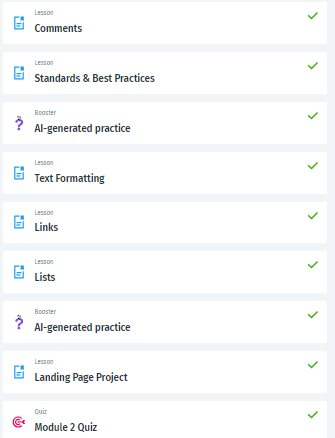 Lesson
Comments
Lesson
Standards & Best Practices
Booster
AI-generated practice
Lesson
Text Formatting
Lesson
Links
Lesson
Lists
Booster
AI-generated practice
Lesson
Landing Page Project
Quiz
Module 2 Quiz